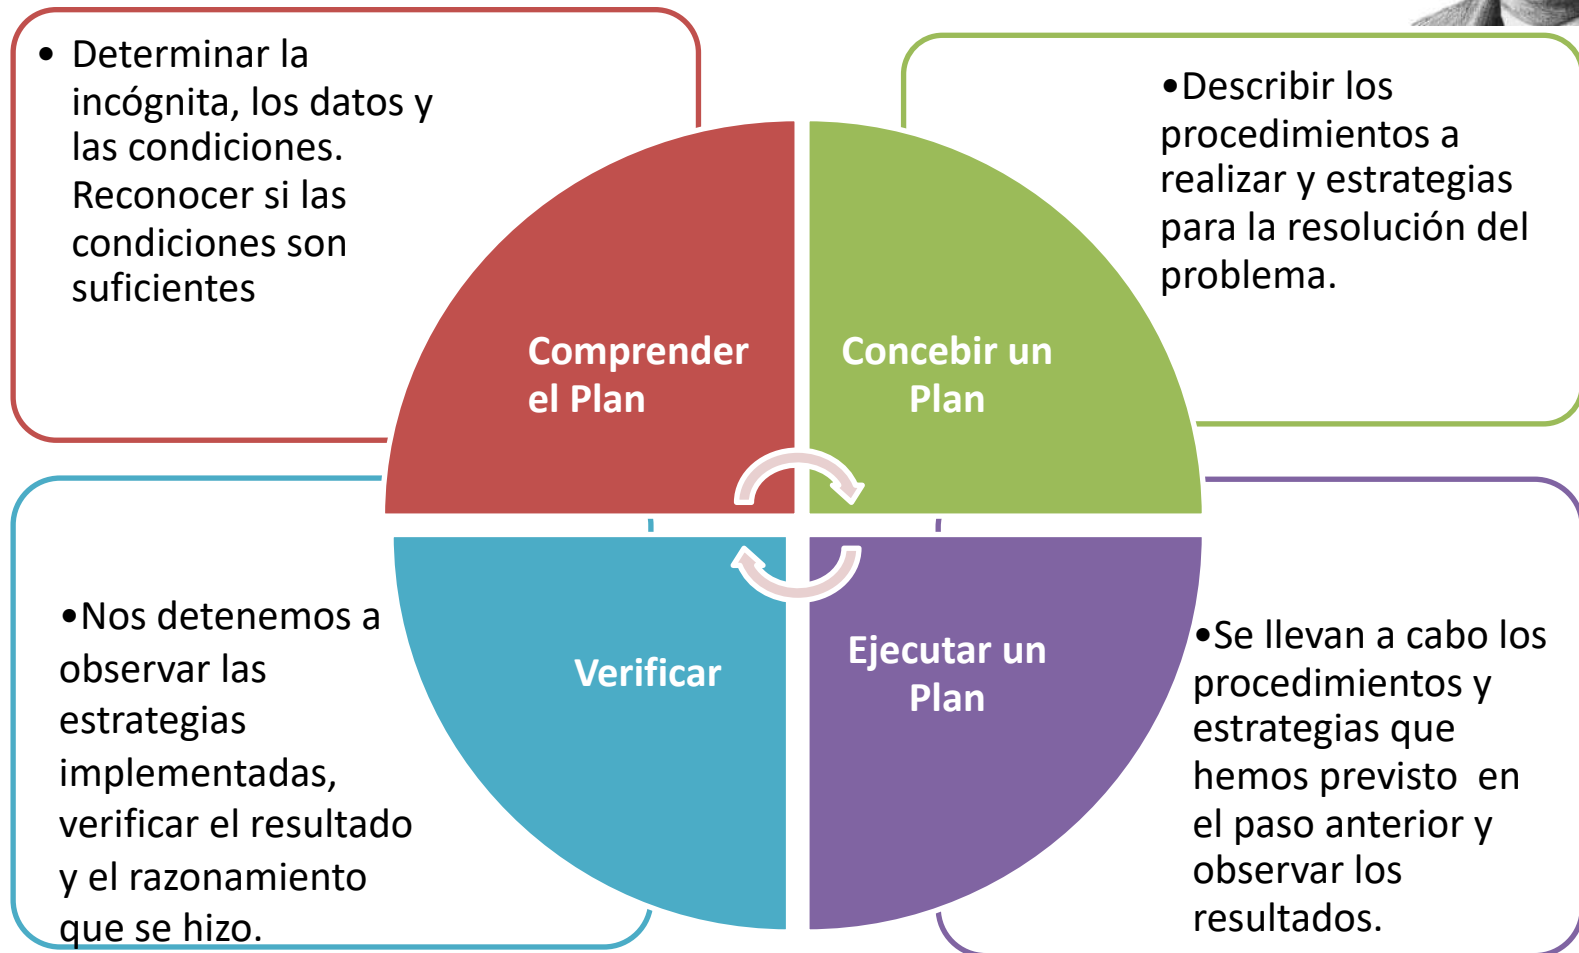 • Determinar la
incógnita, los datos y
las condiciones.
Reconocer si las
condiciones son
suficientes
•Describir los
procedimientos a
realizar y estrategias
para la resolución del
problema.
Comprender
el Plan
Concebir un
Plan
Verificar
Ejecutar un
Plan
•Nos detenemos a
observar las
estrategias
implementadas,
verificar el resultado
y el razonamiento
que se hizo.
•Se llevan a cabo los
procedimientos y
estrategias que
hemos previsto en
el paso anterior y
observar los
resultados.